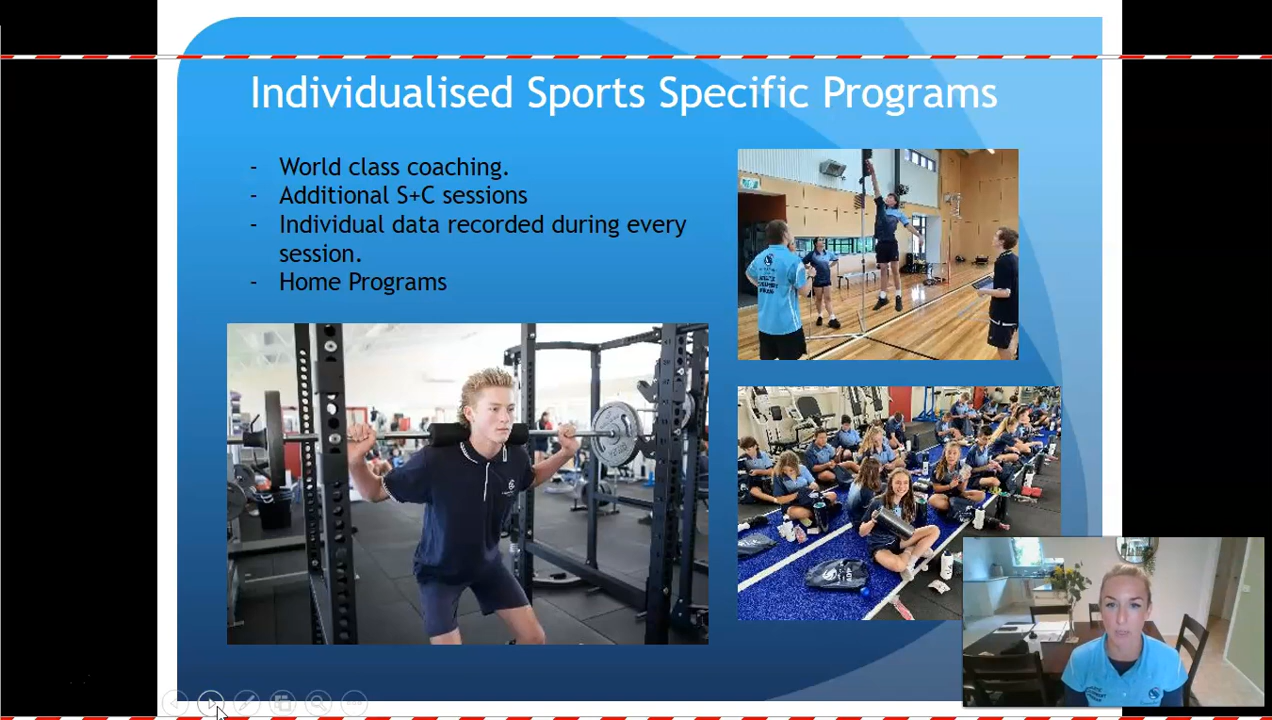 Individualised Sports Specific Programs
- World class coaching.
- Additional S+C sessions
- Individual data recorded during every
session.
- Home Programs